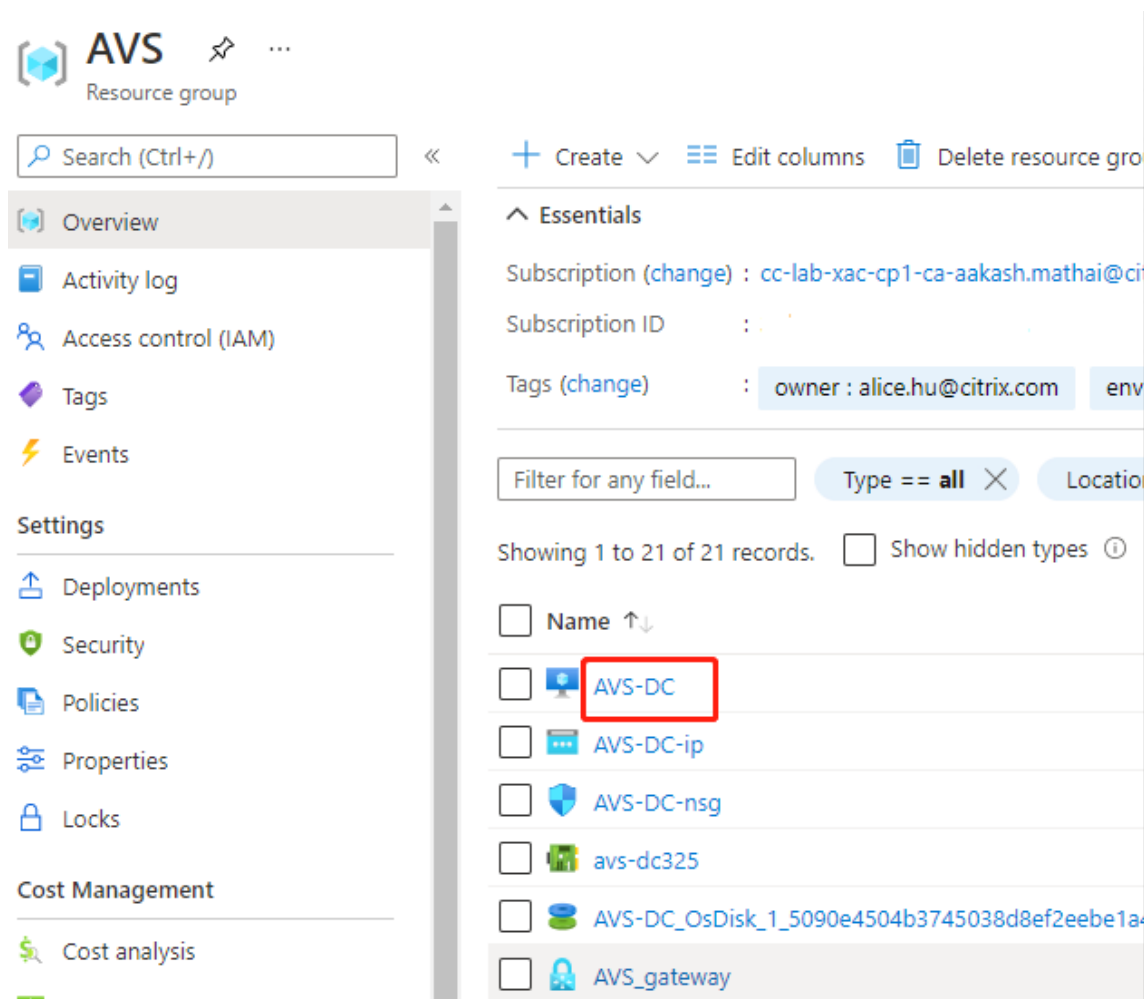 AVS
Resource group
Search (Ctrl+/)
Overview
Activity log
Access control (IAM)
Tags
Events
Settings
Deployments
Security
Policies
Properties
Locks
Cost Management
Cost analysis
Create
Edit columns
Delete resource gro
Essentials
Subscription (change) : cc-lab-xac-cp1-ca-aakash.mathai@cit
Subscription ID :
Tags (change) : owner : alice.hu@citrix.com env
Filter for any field... Type == all Location
Showing 1 to 21 of 21 records. Show hidden types
Name
AVS-DC
AVS-DC-ip
AVS-DC-nsg
avs-dc325
AVS-DC_OsDisk_1_5090e4504b3745038d8ef2eebe1a4
AVS_gateway